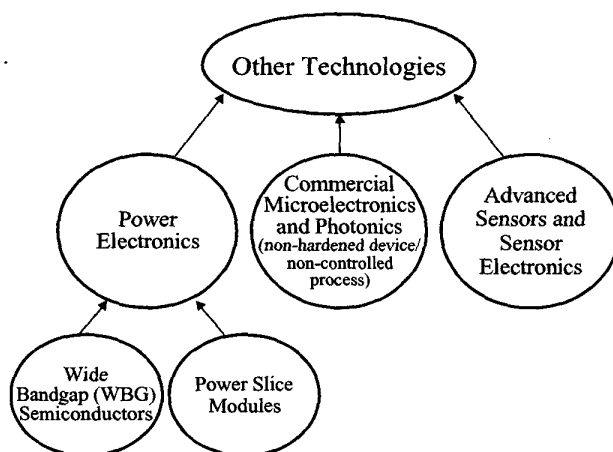 Other Technologies
Power
Electronics
Commercial
Microelectronics
and Photonics
(non-hardened device/
non-controlled
process)
Advanced
Sensors and
Sensor
Electronics
Wide
Bandgap (WBG)
Semiconductors
Power Slice
Modules